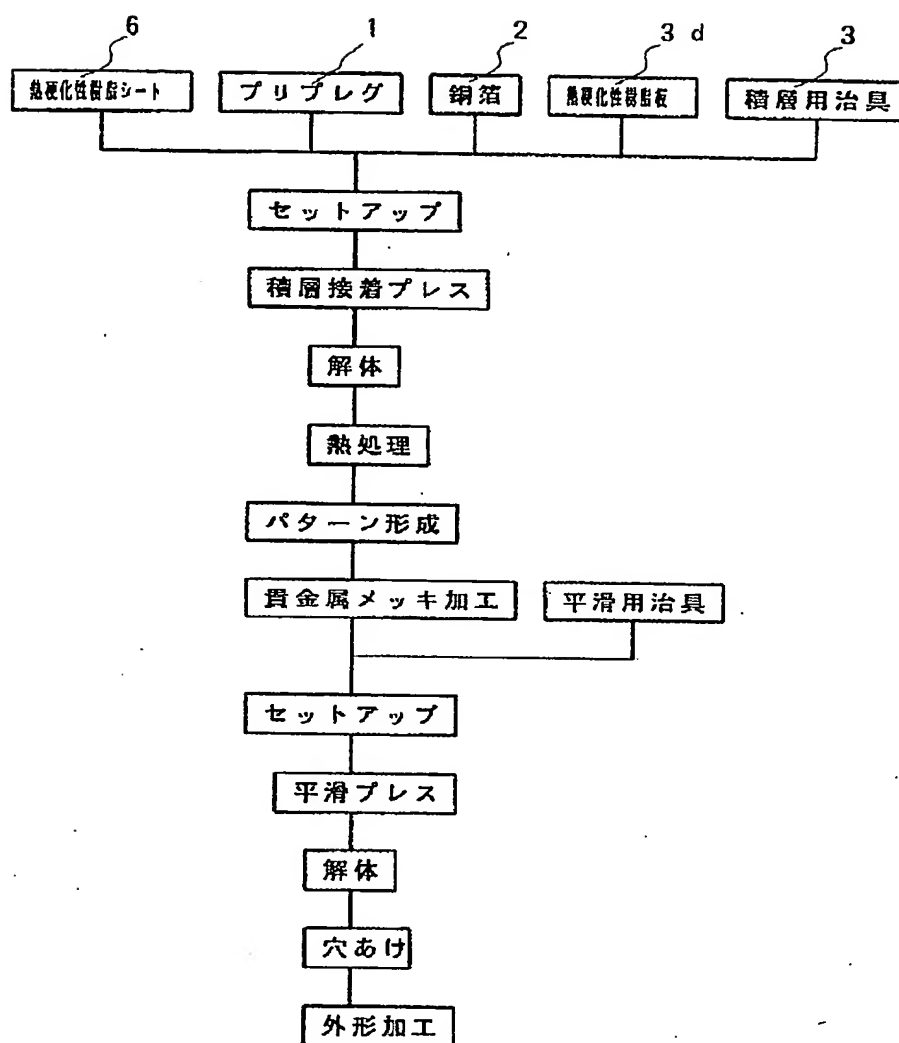 6 1 2 3 d 3
熱硬化性樹脂シート プリプレグ 銅箔 熱硬化性樹脂板 積層用治具
セットアップ
積層接着プレス
解体
熱処理
パターン形成
貴金属メッキ加工 平滑用治具
セットアップ
平滑プレス
解体
穴あけ
外形加工